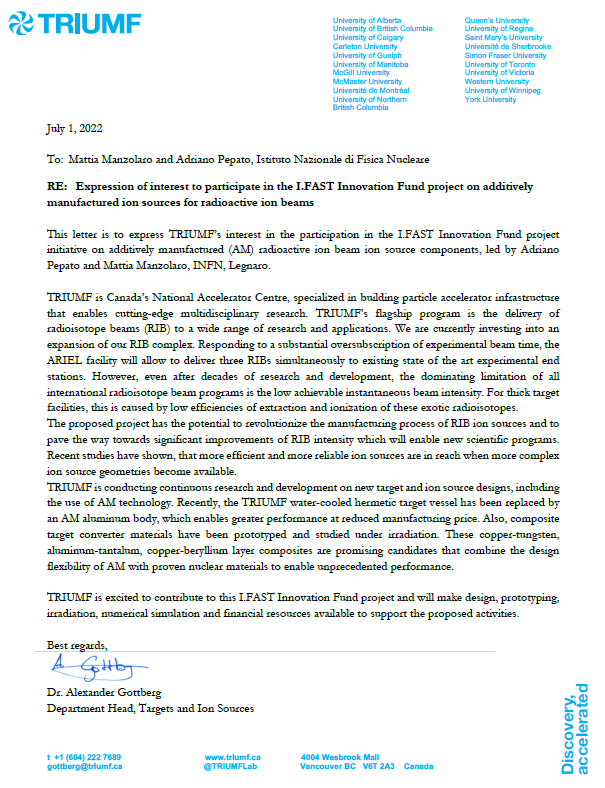 TRIUMF
University of Alberta
University of British Columbia
University of Calgary
Carleton University
University of Guelph
University of Manitoba
McGill University
McMaster University
Université de Montréal
University of Northern
British Columbia
Queen's University
University of Regina
Saint Mary's University
Université de Sherbrooke
Simon Fraser University
University of Toronto
University of Victoria
Western University
University of Winnipeg
York University
July 1, 2022
To: Mattia Manzolaro and Adriano Pepato, Istituto Nazionale di Fisica Nucleare
RE: Expression of interest to participate in the I.FAST Innovation Fund project on additively
manufactured ion sources for radioactive ion beams
This letter is to express TRIUMF's interest in the participation in the I.FAST Innovation Fund project
initiative on additively manufactured (AM) radioactive ion beam ion source components, led by Adriano
Pepato and Mattia Manzolaro, INFN, Legnaro.
TRIUMF is Canada's National Accelerator Centre, specialized in building particle accelerator infrastructure
that enables cutting-edge multidisciplinary research. TRIUMF's flagship program is the delivery of
radioisotope beams (RIB) to a wide range of research and applications. We are currently investing into an
expansion of our RIB complex. Responding to a substantial oversubscription of experimental beam time, the
ARIEL facility will allow to deliver three RIBs simultaneously to existing state of the art experimental end
stations. However, even after decades of research and development, the dominating limitation of all
international radioisotope beam programs is the low achievable instantaneous beam intensity. For thick target
facilities, this is caused by low efficiencies of extraction and ionization of these exotic radioisotopes.
The proposed project has the potential to revolutionize the manufacturing process of RIB ion sources and to
pave the way towards significant improvements of RIB intensity which will enable new scientific programs.
Recent studies have shown, that more efficient and more reliable ion sources are in reach when more complex
ion source geometries become available.
TRIUMF is conducting continuous research and development on new target and ion source designs, including
the use of AM technology. Recently, the TRIUMF water-cooled hermetic target vessel has been replaced by
an AM aluminum body, which enables greater performance at reduced manufacturing price. Also, composite
target converter materials have been prototyped and studied under irradiation. These copper-tungsten,
aluminum-tantalum, copper-beryllium layer composites are promising candidates that combine the design
flexibility of AM with proven nuclear materials to enable unprecedented performance.
TRIUMF is excited to contribute to this I.FAST Innovation Fund project and will make design, prototyping,
irradiation, numerical simulation and financial resources available to support the proposed activities.
Best regards,
A. Gottberg
Dr. Alexander Gottberg
Department Head, Targets and Ion Sources
Discovery,
accelerated
t +1 (604) 222 7689
gottberg@triumf.ca
www.triumf.ca
@TRIUMFLab
4004 Wesbrook Mall
Vancouver BC V6T 2A3 Canada